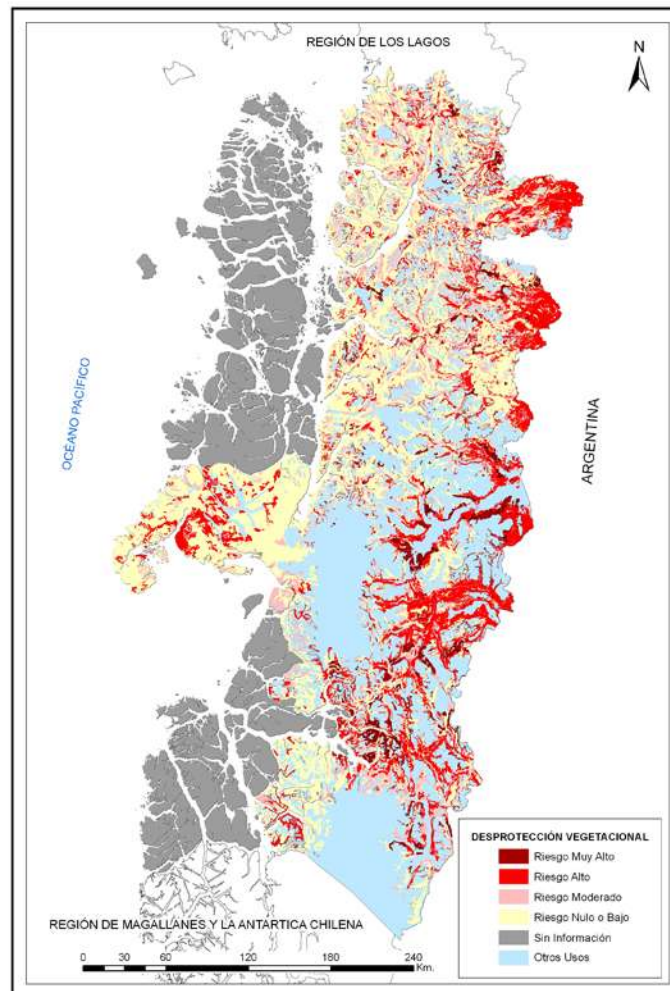 REGIÓN DE LOS LAGOS
N
OCÉANO PACÍFICO
ARGENTINA
DESPROTECCIÓN VEGETACIONAL
Riesgo Muy Alto
Riesgo Alto
Riesgo Moderado
Riesgo Nulo o Bajo
Sin Información
Otros Usos
REGIÓN DE MAGALLANES Y LA ANTARTICA CHILENA
0 30 60 120 180 240
Km.